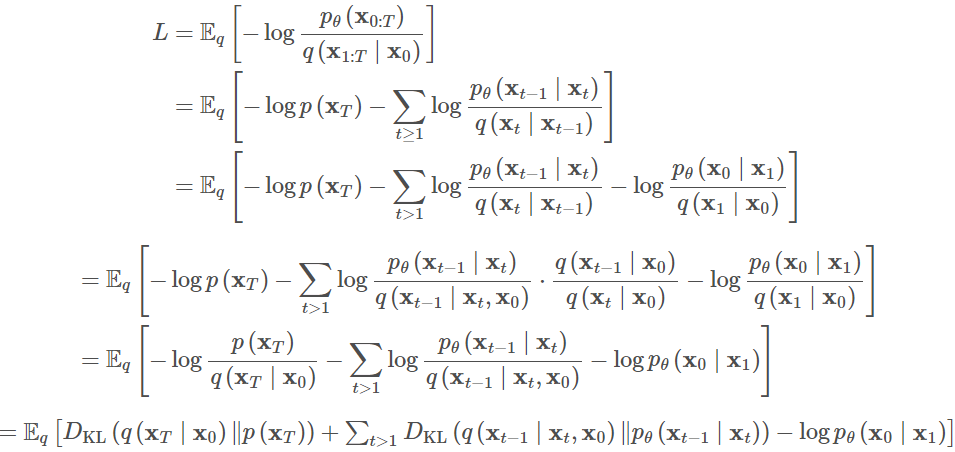 L = 𝔼_q [ −log p_θ(x_{0:T}) / q(x_{1:T} | x_0) ]
= 𝔼_q [ −log p(x_T) − ∑_{t≥1} log p_θ(x_{t−1} | x_t) / q(x_t | x_{t−1}) ]
= 𝔼_q [ −log p(x_T) − ∑_{t>1} log p_θ(x_{t−1} | x_t) / q(x_t | x_{t−1}) − log p_θ(x_0 | x_1) / q(x_1 | x_0) ]
= 𝔼_q [ −log p(x_T) − ∑_{t>1} log p_θ(x_{t−1} | x_t) / q(x_{t−1} | x_t, x_0) · q(x_{t−1} | x_0) / q(x_t | x_0) − log p_θ(x_0 | x_1) / q(x_1 | x_0) ]
= 𝔼_q [ −log p(x_T) / q(x_T | x_0) − ∑_{t>1} log p_θ(x_{t−1} | x_t) / q(x_{t−1} | x_t, x_0) − log p_θ(x_0 | x_1) ]
= 𝔼_q [ D_KL(q(x_T | x_0) ‖ p(x_T)) + ∑_{t>1} D_KL(q(x_{t−1} | x_t, x_0) ‖ p_θ(x_{t−1} | x_t)) − log p_θ(x_0 | x_1) ]